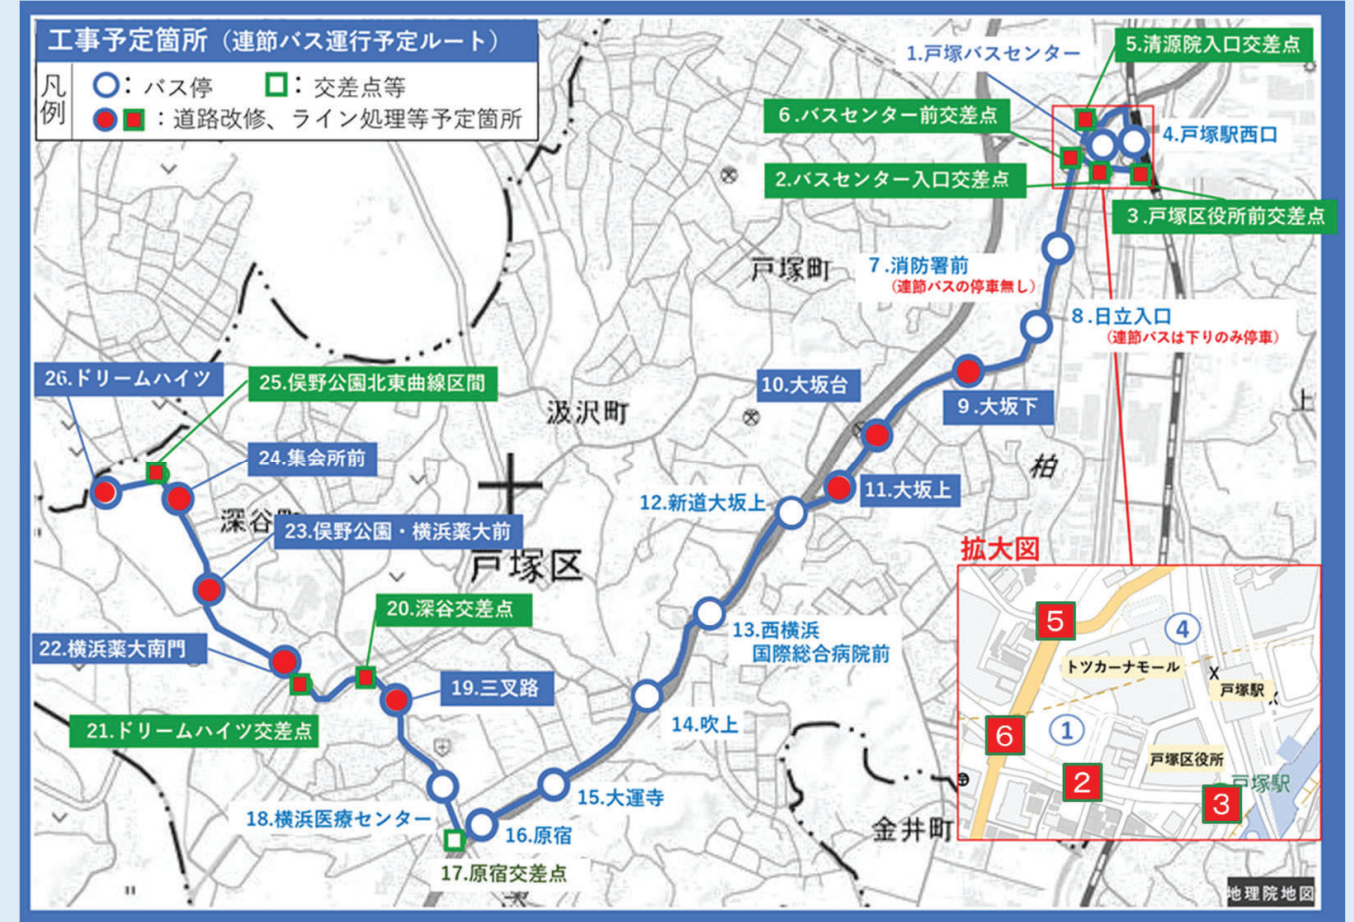 工事予定箇所（連節バス運行予定ルート）
凡例
：バス停
：交差点等
：道路改修、ライン処理等予定箇所
1.戸塚バスセンター
5.清源院入口交差点
6.バスセンター前交差点
4.戸塚駅西口
2.バスセンター入口交差点
3.戸塚区役所前交差点
戸塚町
7.消防署前
（連節バスの停車無し）
8.日立入口
（連節バスは下りのみ停車）
26.ドリームハイツ
25.俣野公園北東曲線区間
10.大坂台
9.大坂下
汲沢町
上
24.集会所前
柏
11.大坂上
12.新道大坂上
深谷町
23.俣野公園・横浜薬大前
戸塚区
拡大図
20.深谷交差点
5
4
13.西横浜
国際総合病院前
22.横浜薬大南門
トツカーナモール
戸塚駅
19.三叉路
21.ドリームハイツ交差点
14.吹上
6
1
戸塚区役所
2
戸塚駅
3
15.大運寺
18.横浜医療センター
16.原宿
金井町
17.原宿交差点
地理院地図